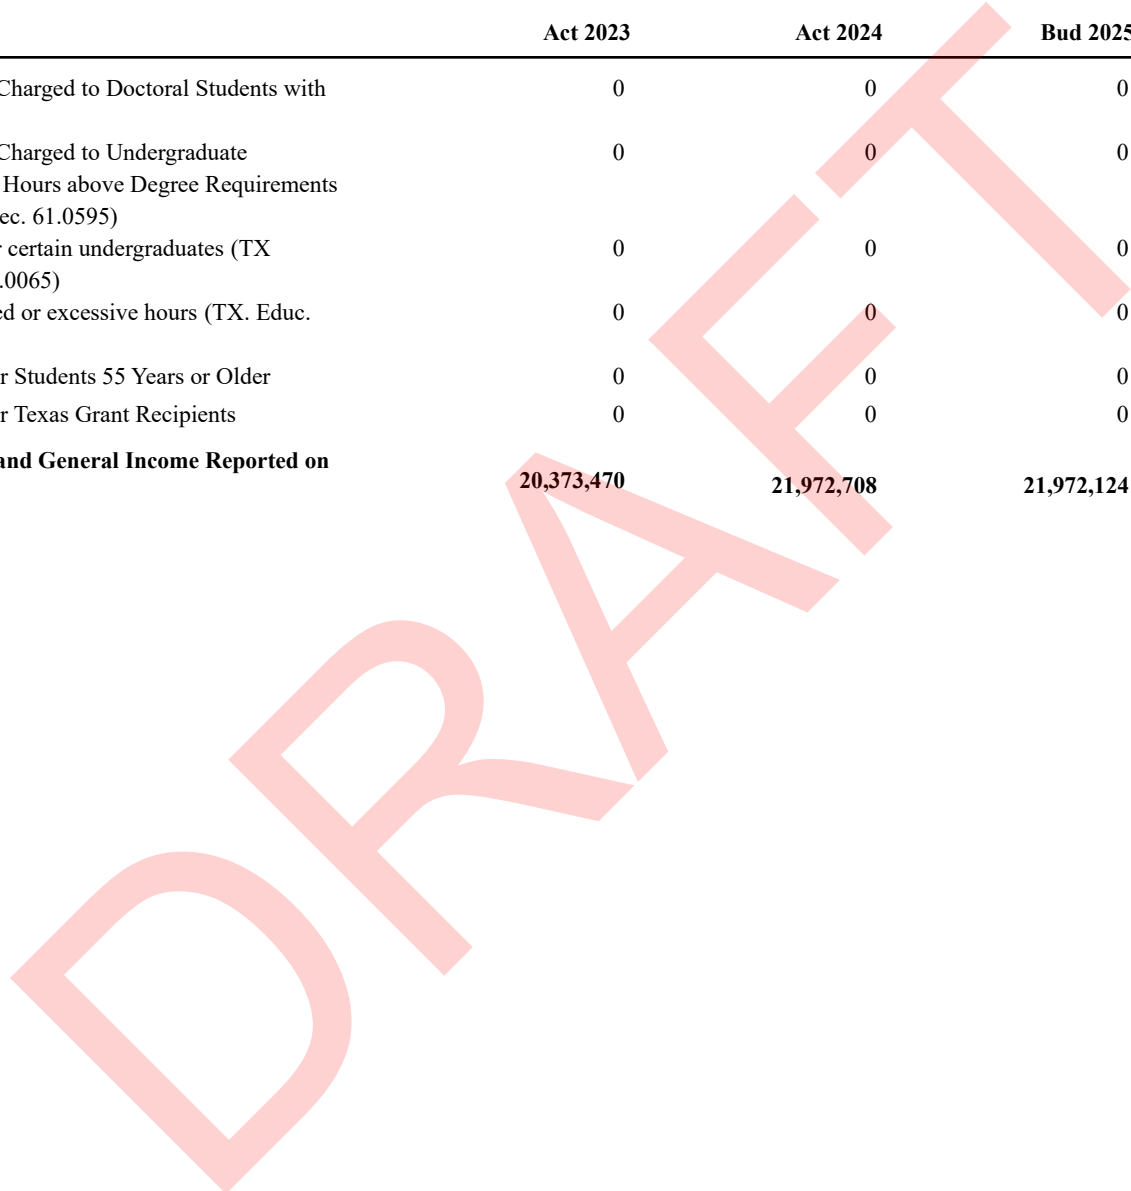 Act 2023 Act 2024 Bud 2025
Charged to Doctoral Students with 0 0 0
Charged to Undergraduate 0 0 0
Hours above Degree Requirements
ec. 61.0595)
r certain undergraduates (TX 0 0 0
.0065)
ed or excessive hours (TX. Educ. 0 0 0
r Students 55 Years or Older 0 0 0
r Texas Grant Recipients 0 0 0
and General Income Reported on
20,373,470 21,972,708 21,972,124
DRAFT